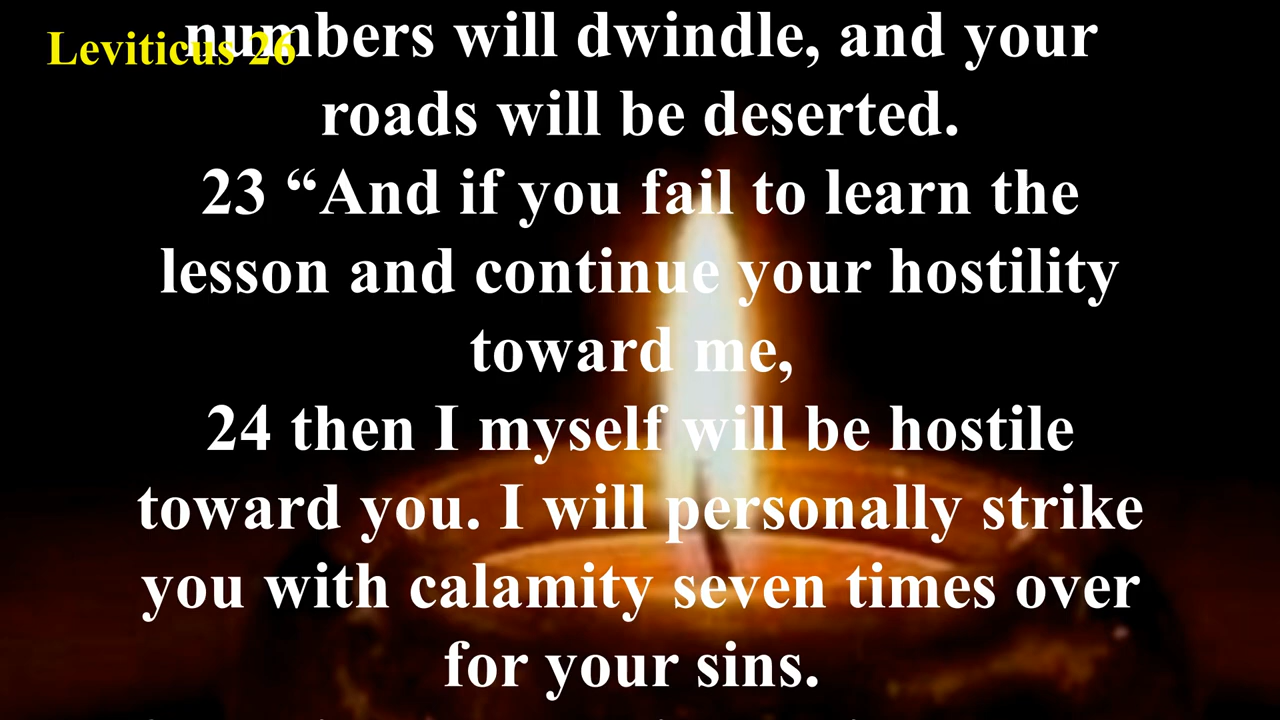 Leviticus 26
numbers will dwindle, and your
roads will be deserted.
23 “And if you fail to learn the
lesson and continue your hostility
toward me,
24 then I myself will be hostile
toward you. I will personally strike
you with calamity seven times over
for your sins.